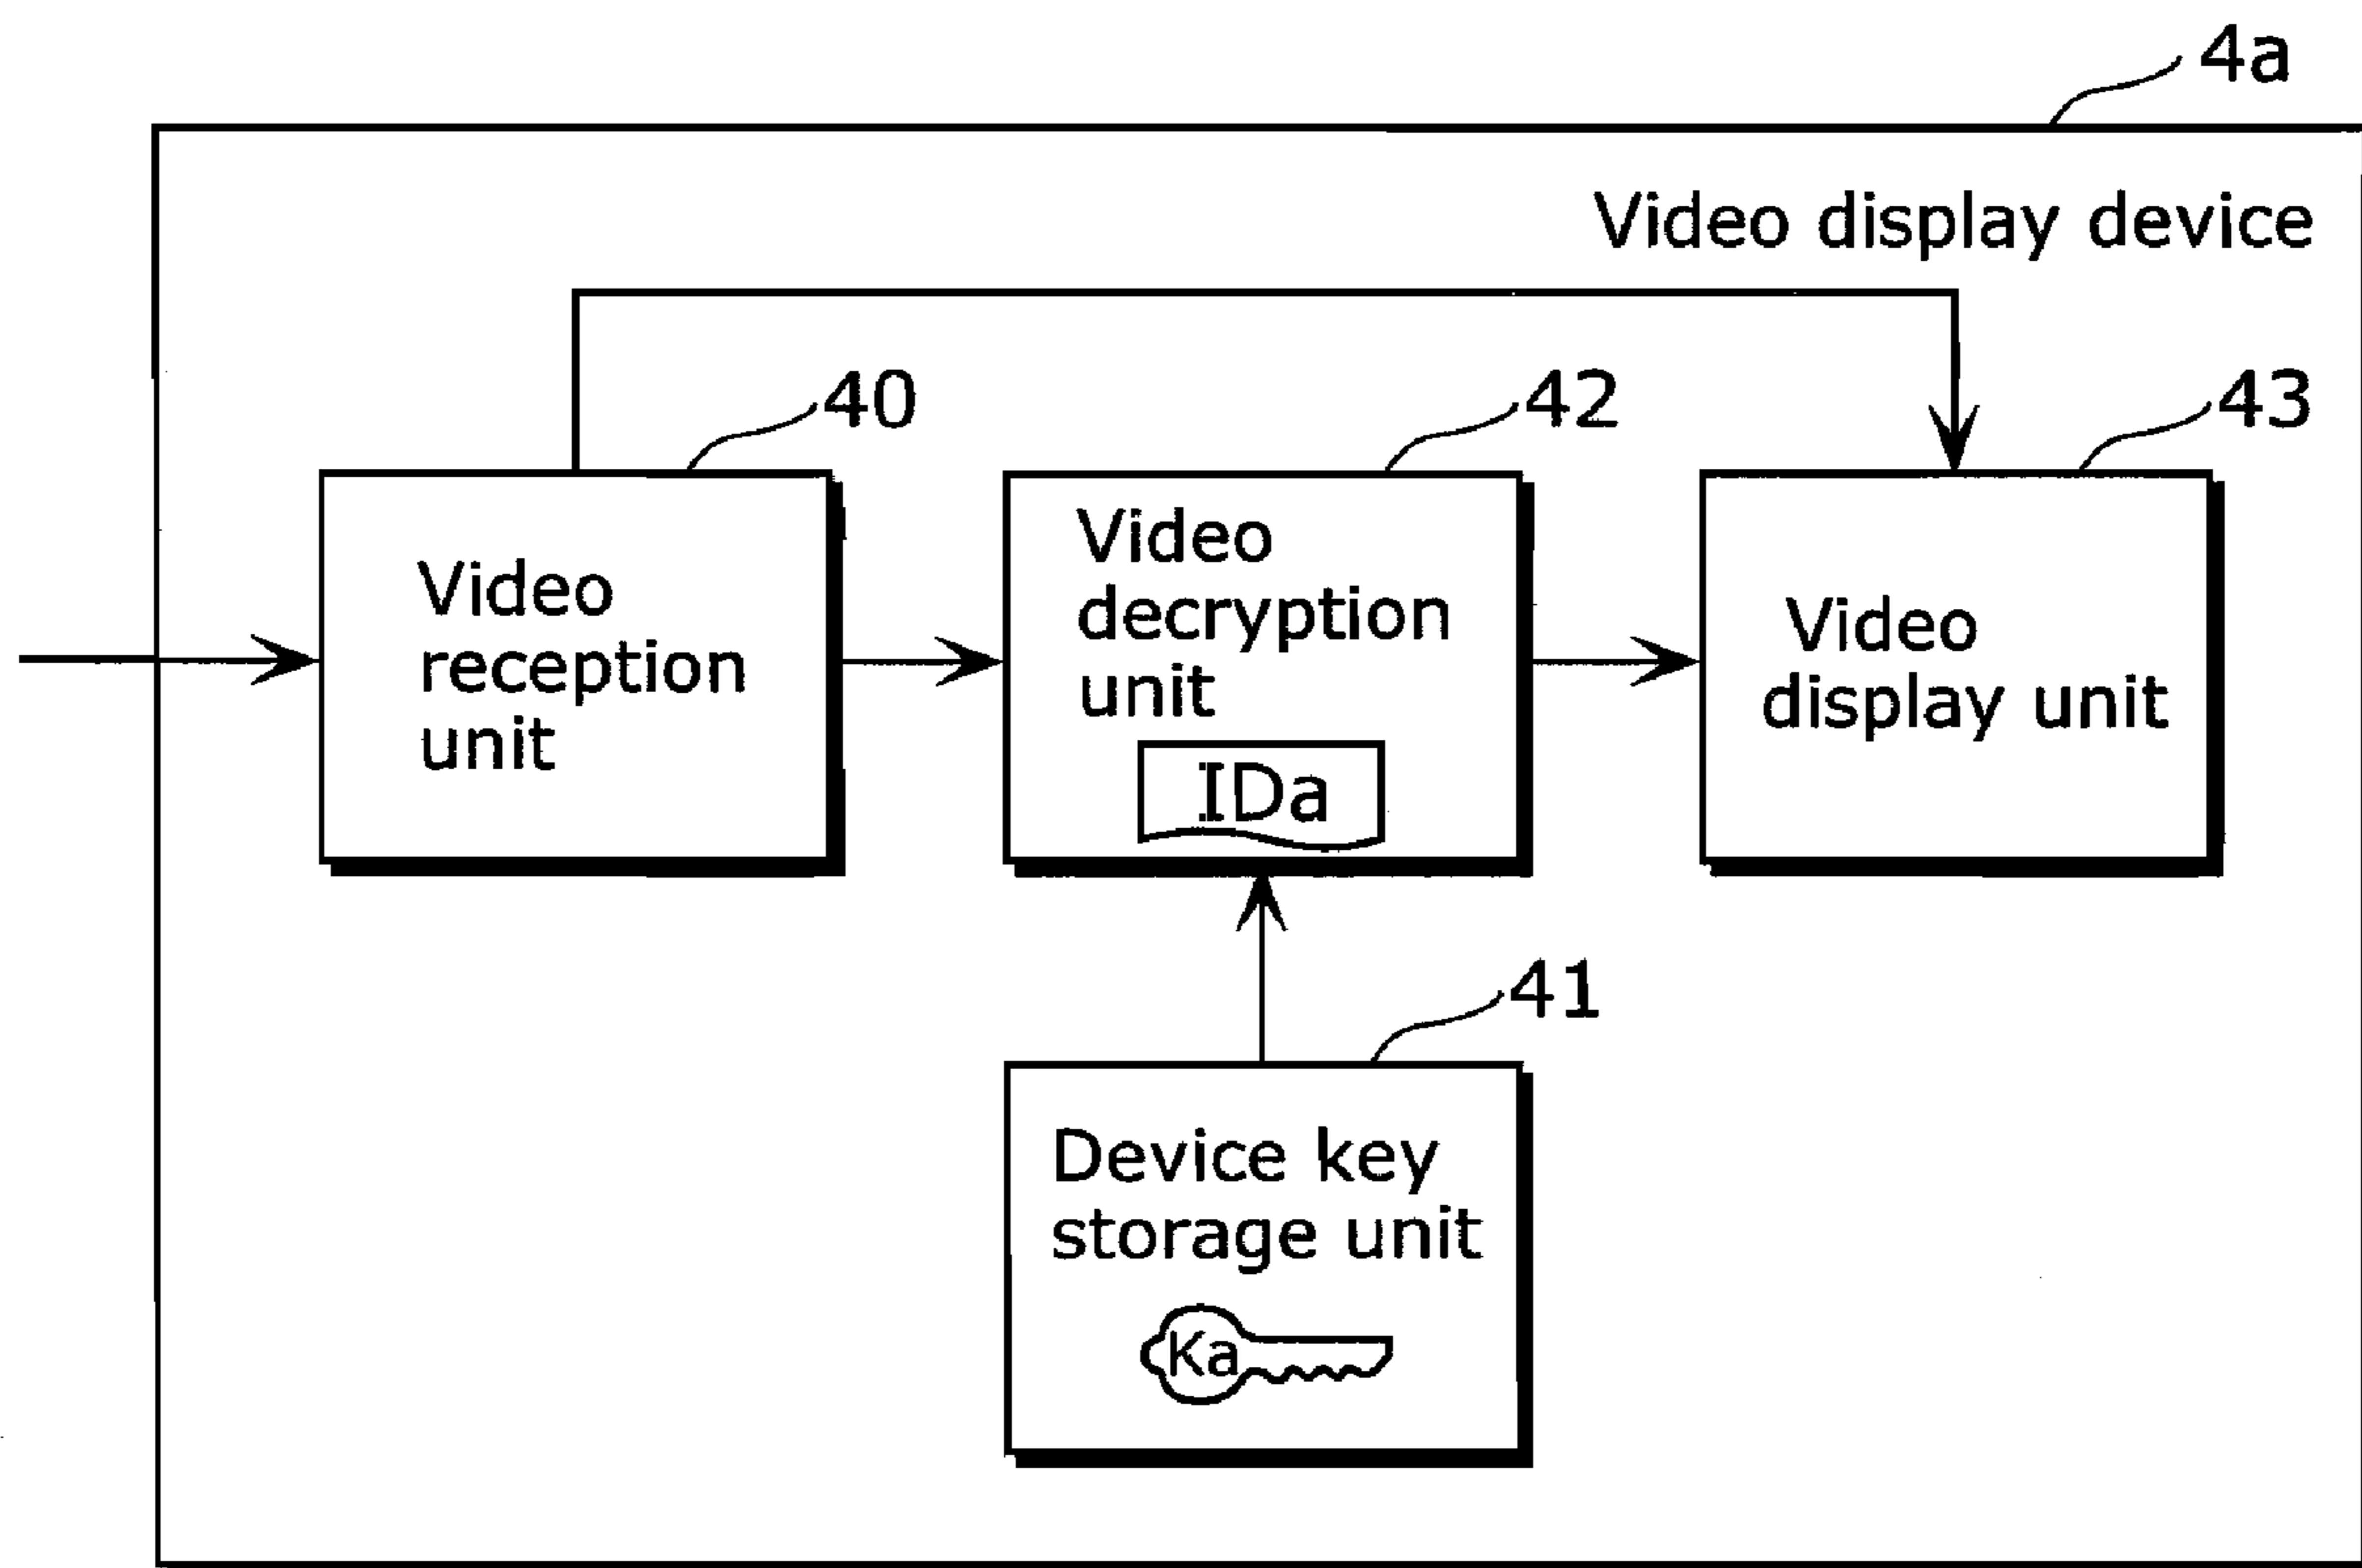 4a
Video display device
40
42
43
Video
reception
unit
Video
decryption
unit
IDa
Video
display unit
41
Device key
storage unit
Ka